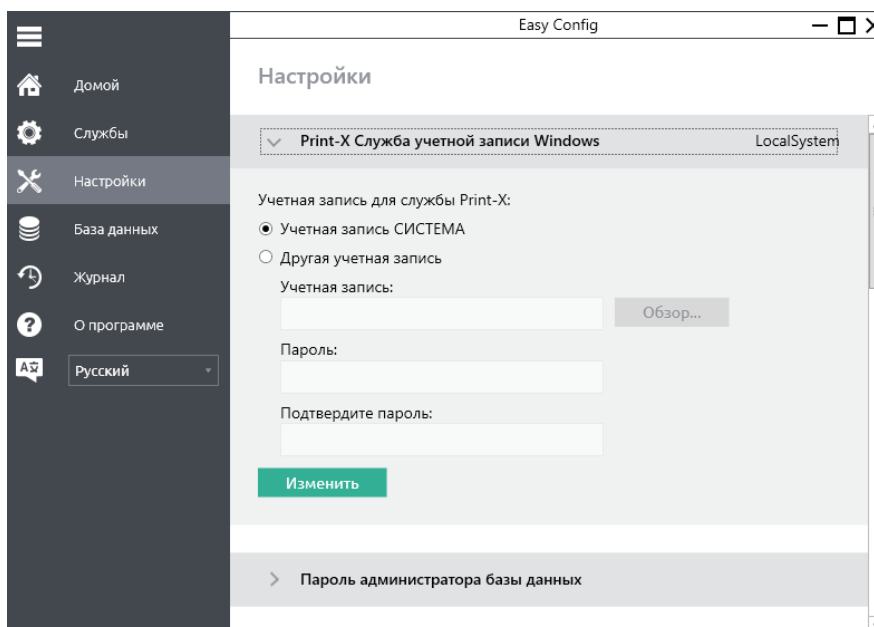 Easy Config
Домой
Службы
Настройки
База данных
Журнал
О программе
Русский
Настройки
Print-X Служба учетной записи Windows LocalSystem
Учетная запись для службы Print-X:
Учетная запись СИСТЕМА
Другая учетная запись
Учетная запись:
Обзор...
Пароль:
Подтвердите пароль:
Изменить
Пароль администратора базы данных